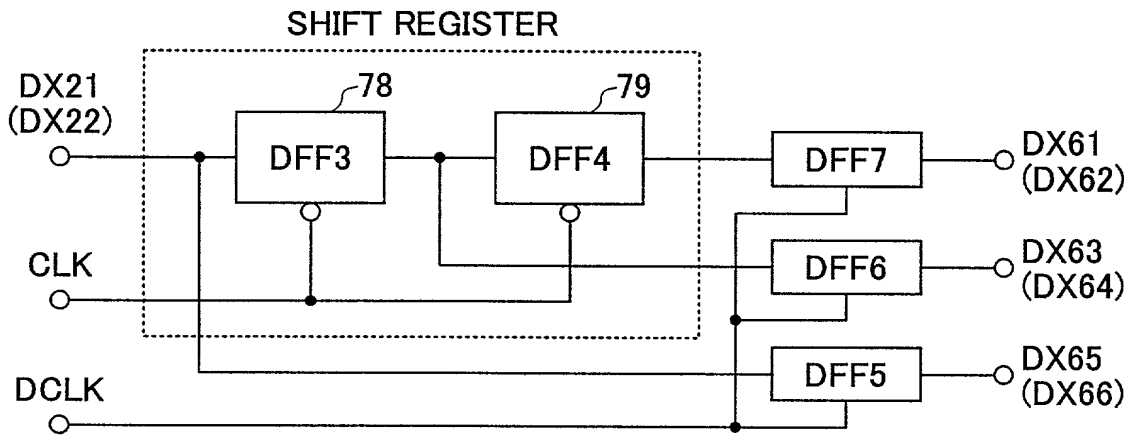 SHIFT REGISTER
DX21
(DX22)
78
79
DFF3
DFF4
DFF7
DX61
(DX62)
CLK
DFF6
DX63
(DX64)
DCLK
DFF5
DX65
(DX66)